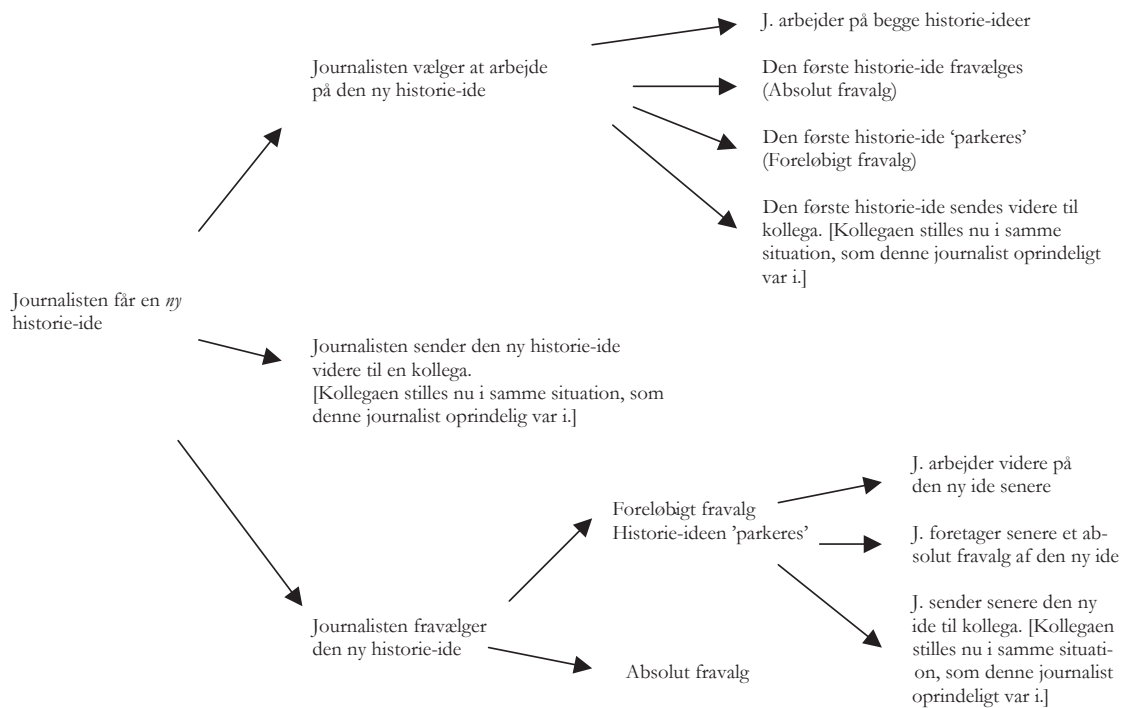 J. arbejder på begge historie-ideer
Journalisten vælger at arbejde
på den ny historie-ide
Den første historie-ide fravælges
(Absolut fravalg)
Den første historie-ide 'parkeres'
(Foreløbigt fravalg)
Den første historie-ide sendes videre til
kollega. [Kollegaen stilles nu i samme
situation, som denne journalist oprindeligt
var i.]
Journalisten får en ny
historie-ide
Journalisten sender den ny historie-ide
videre til en kollega.
[Kollegaen stilles nu i samme situation, som
denne journalist oprindelig var i.]
Journalisten fravælger
den ny historie-ide
Foreløbigt fravalg
Historie-ideen 'parkeres'
Absolut fravalg
J. arbejder videre på
den ny ide senere
J. foretager senere et ab-
solut fravalg af den ny ide
J. sender senere den ny
ide til kollega. [Kollegaen
stilles nu i samme situati-
on, som denne journalist
oprindeligt var i.]